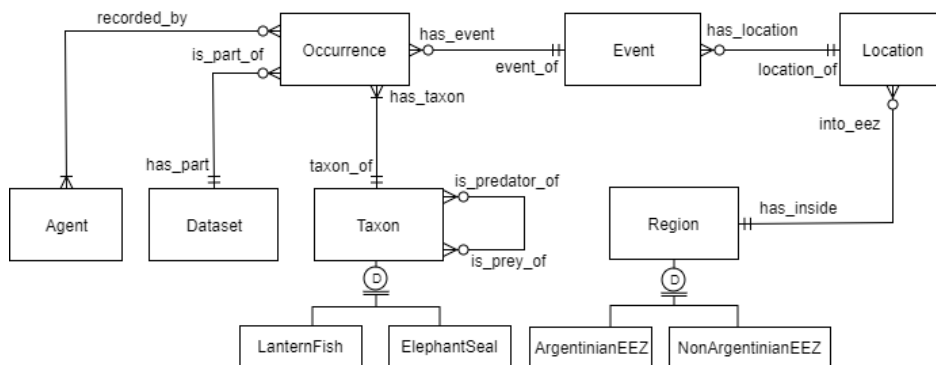 recorded_by
is_part_of
Occurrence
has_event
event_of
Event
has_location
location_of
Location
has_taxon
into_eez
has_part
taxon_of
is_predator_of
has_inside
Agent
Dataset
Taxon
Region
is_prey_of
D
D
LanternFish
ElephantSeal
ArgentinianEEZ
NonArgentinianEEZ